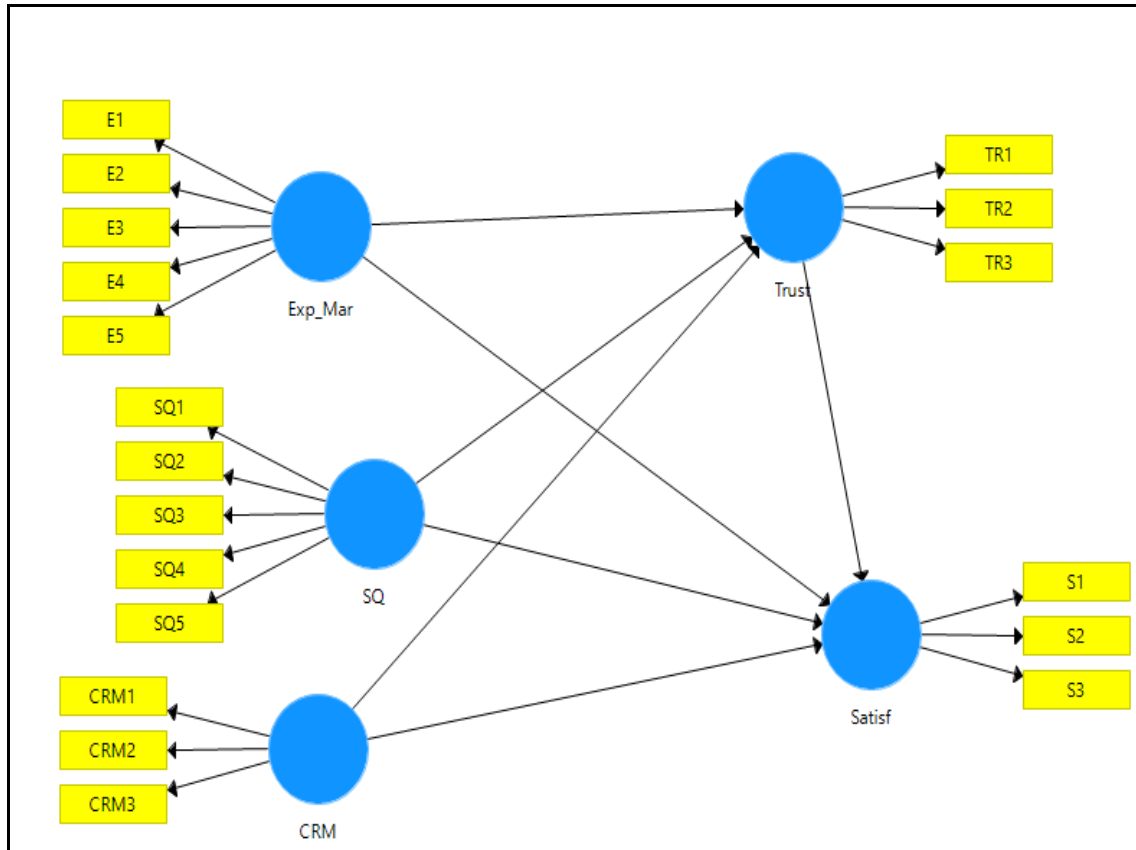 E1
E2
E3
E4
E5
Exp_Mar
SQ1
SQ2
SQ3
SQ4
SQ5
SQ
CRM1
CRM2
CRM3
CRM
TR1
TR2
TR3
Trust
S1
S2
S3
Satisf